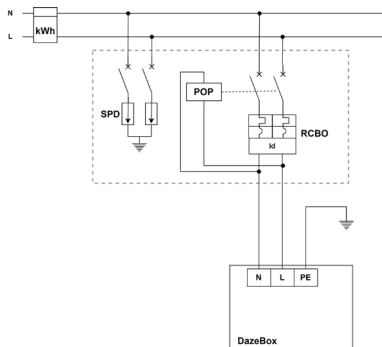 N
kWh
L
POP
SPD
RCBO
Id
N L PE
DazeBox